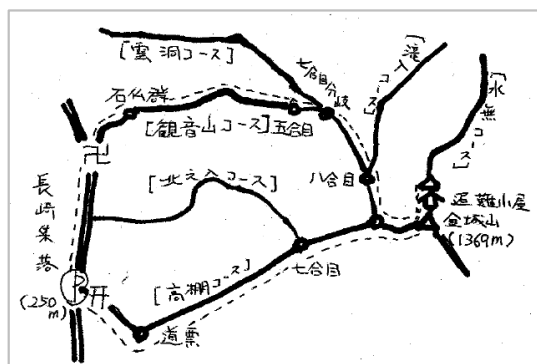 [雲洞コース]
七合目分岐
[滝コース]
[水無コース]
石仏群
[観音山コース]
五合目
卍
八合目
避難小屋
金城山
(1369m)
[北之入コース]
長崎集落
七合目
[高棚コース]
P
(250m)
道票